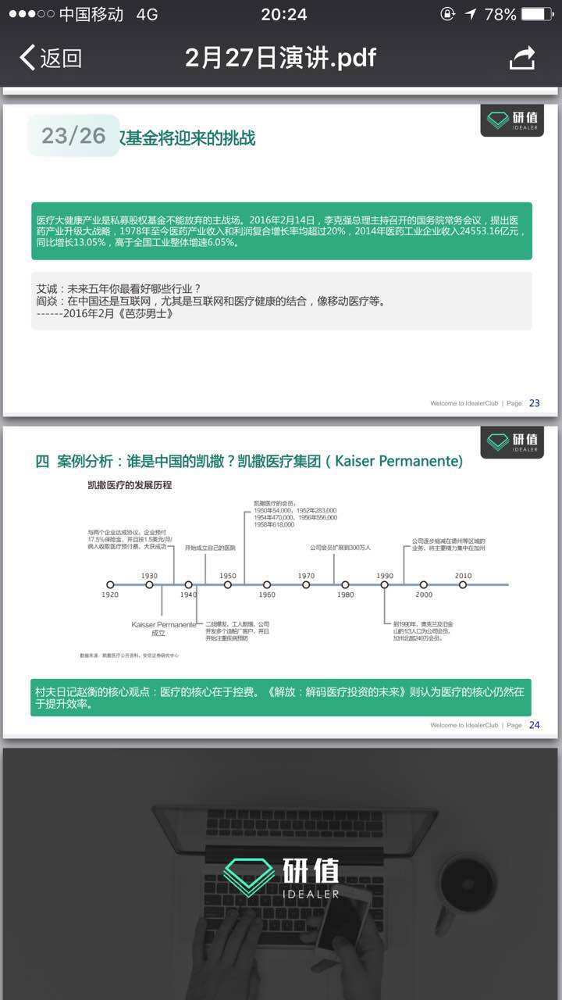 中国移动 4G 20:24 78%
返回 2月27日演讲.pdf
23/26 权基金将迎来的挑战
研值
IDEALER
医疗大健康产业是私募股权基金不能放弃的主战场。2016年2月14日，李克强总理主持召开的国务院常务会议，提出医
药产业升级大战略，1978年至今医药产业收入和利润复合增长率均超过20%，2014年医药工业企业收入24553.16亿元，
同比增长13.05%，高于全国工业整体增速6.05%。
艾诚：未来五年你最看好哪些行业？
阎焱：在中国还是互联网，尤其是互联网和医疗健康的结合，像移动医疗等。
------2016年2月《芭莎男士》
Welcome to IdealerClub | Page 23
研值
IDEALER
四 案例分析：谁是中国的凯撒？凯撒医疗集团（Kaiser Permanente)
凯撒医疗的发展历程
凯撒医疗的会员：
1950年54,000、1952年283,000
1954年470,000、1956年556,000
1958年618,000
与两个企业达成协议：企业预付
17.5%保险金，并且按1.5美元/月/
病人收取医疗预付费，大获成功
开始成立自己的医院
公司会员扩展到300万人
公司逐步缩减在德州等区域的
业务，将主要精力集中在加州
1930 1950 1970 1990 2010
1920 1940 1960 1980 2000
Kaisser Permanente
成立
二战爆发，工人剧增，公司
开发多个造船厂客户，并且
开始注重疾病预防
到1990年，奥克兰及旧金
山的1/3人口为公司会员，
加州北部240万会员。
数据来源：凯撒医疗公开资料，安信证券研究中心
村夫日记赵衡的核心观点：医疗的核心在于控费。《解放：解码医疗投资的未来》则认为医疗的核心仍然在
于提升效率。
Welcome to IdealerClub | Page 24
研值
IDEALER